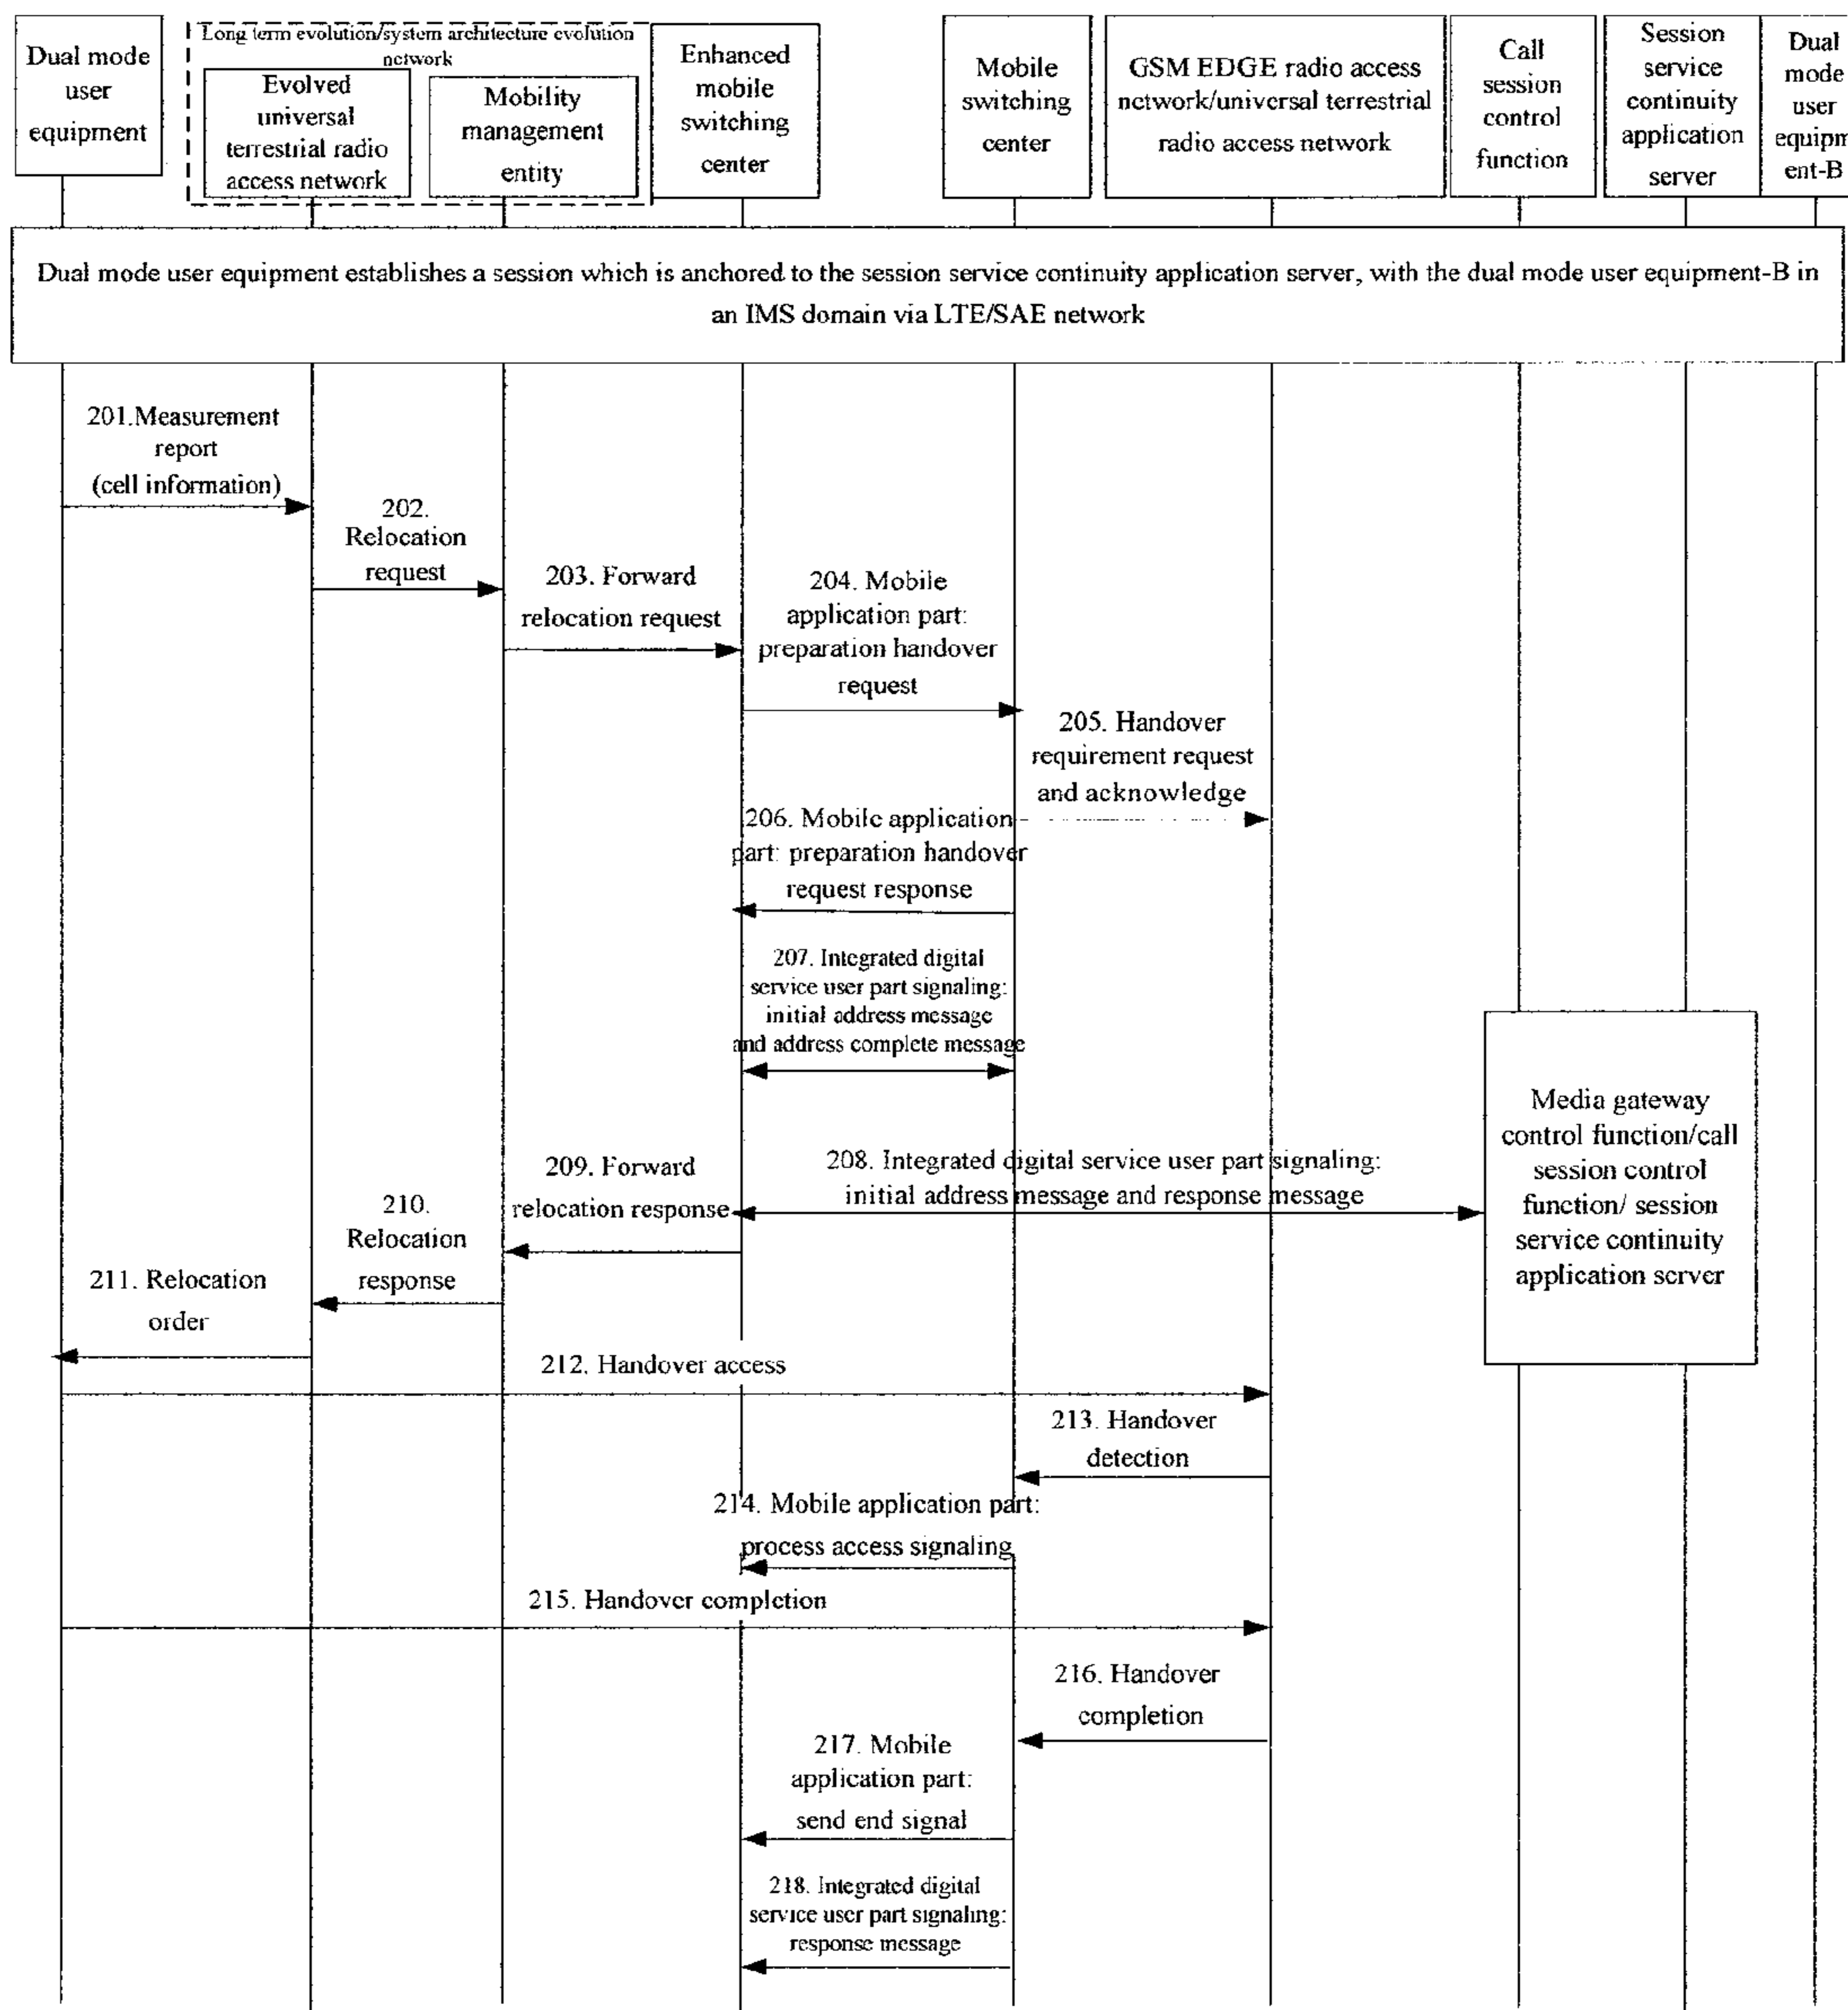 Dual mode
user
equipment
Long term evolution/system architecture evolution
network
Evolved
universal
terrestrial radio
access network
Mobility
management
entity
Enhanced
mobile
switching
center
Mobile
switching
center
GSM EDGE radio access
network/universal terrestrial
radio access network
Call
session
control
function
Session
service
continuity
application
server
Dual
mode
user
equipm
ent-B
Dual mode user equipment establishes a session which is anchored to the session service continuity application server, with the dual mode user equipment-B in
an IMS domain via LTE/SAE network
201.Measurement
report
(cell information)
202.
Relocation
request
203. Forward
relocation request
204. Mobile
application part:
preparation handover
request
205. Handover
requirement request
and acknowledge
206. Mobile application
part: preparation handover
request response
207. Integrated digital
service user part signaling:
initial address message
and address complete message
Media gateway
control function/call
session control
function/ session
service continuity
application server
208. Integrated digital service user part signaling:
initial address message and response message
209. Forward
relocation response
210.
Relocation
response
211. Relocation
order
212. Handover access
213. Handover
detection
214. Mobile application part:
process access signaling
215. Handover completion
216. Handover
completion
217. Mobile
application part:
send end signal
218. Integrated digital
service user part signaling:
response message